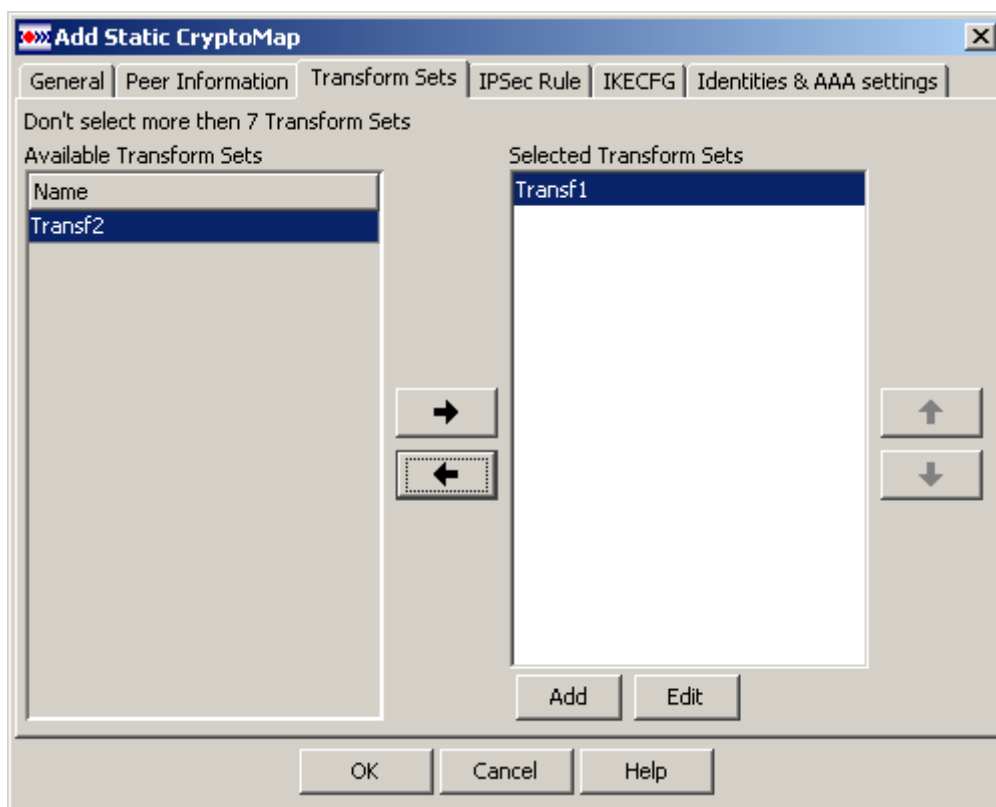 Add Static CryptoMap
General Peer Information Transform Sets IPSec Rule IKECFG Identities & AAA settings
Don't select more then 7 Transform Sets
Available Transform Sets
Name
Transf2
Selected Transform Sets
Transf1
Add Edit
OK Cancel Help